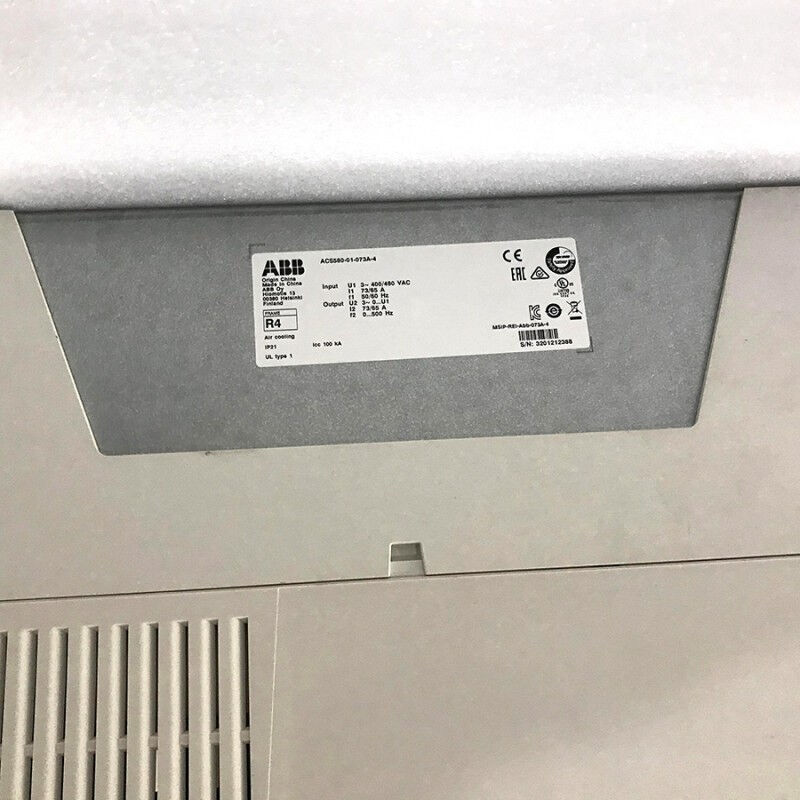 ABB
ACS580-01-073A-4
Origin China
Made in China
ABB Oy
Hiomotie 13
00380 Helsinki
Finland
Input U1 3~ 400/480 VAC
I1 73/65 A
f1 50/60 Hz
Output U2 3~ 0...U1
I2 73/65 A
f2 0...500 Hz
FRAME
R4
Air cooling
IP21
UL type 1
Icc 100 kA
CE
EAC
UL
MSIP-REI-Abb-073A-4
S/N: 3201212388